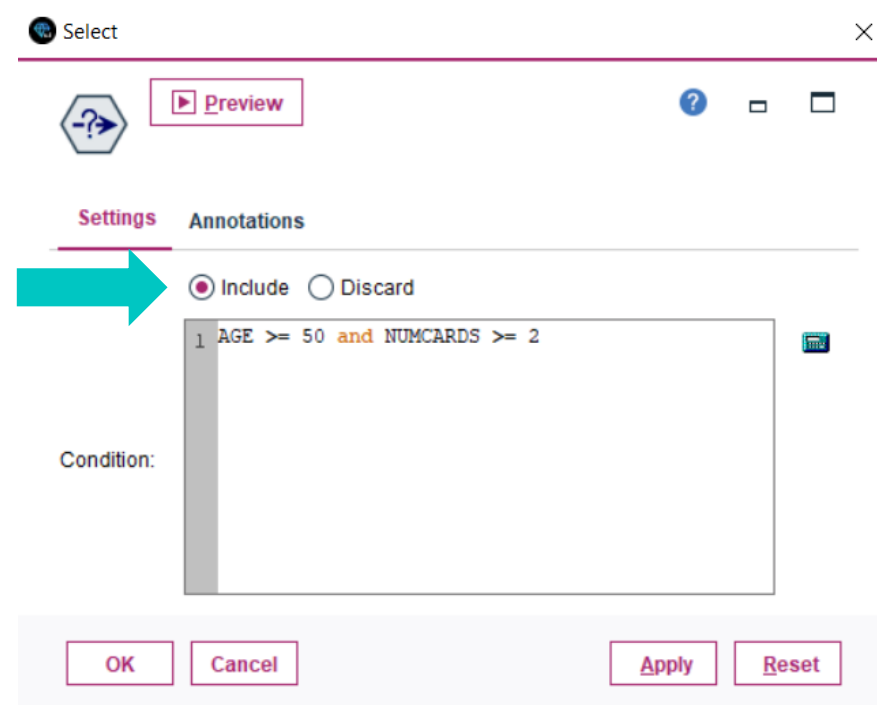 Select
Preview
Settings Annotations
Include Discard
1 AGE >= 50 and NUMCARDS >= 2
Condition:
OK Cancel Apply Reset